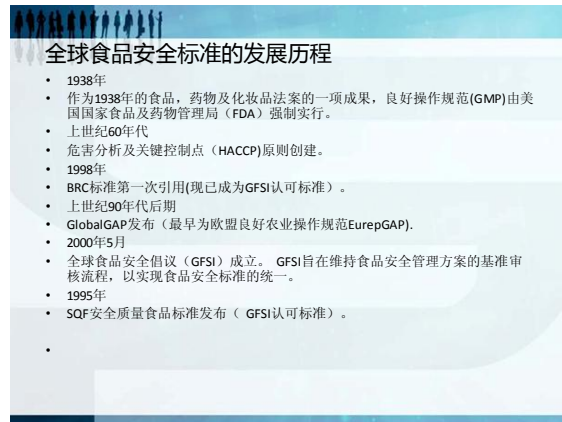 全球食品安全标准的发展历程
• 1938年
• 作为1938年的食品，药物及化妆品法案的一项成果，良好操作规范(GMP)由美
国国家食品及药物管理局（FDA）强制实行。
• 上世纪60年代
• 危害分析及关键控制点（HACCP)原则创建。
• 1998年
• BRC标准第一次引用(现已成为GFSI认可标准）。
• 上世纪90年代后期
• GlobalGAP发布（最早为欧盟良好农业操作规范EurepGAP).
• 2000年5月
• 全球食品安全倡议（GFSI）成立。 GFSI旨在维持食品安全管理方案的基准审
核流程，以实现食品安全标准的统一。
• 1995年
• SQF安全质量食品标准发布（ GFSI认可标准）。
•